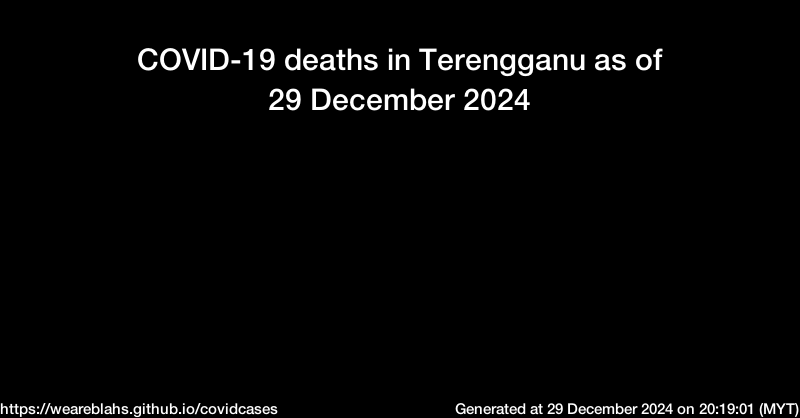 COVID-19 deaths in Terengganu as of
29 December 2024
https://weareblahs.github.io/covidcases
Generated at 29 December 2024 on 20:19:01 (MYT)